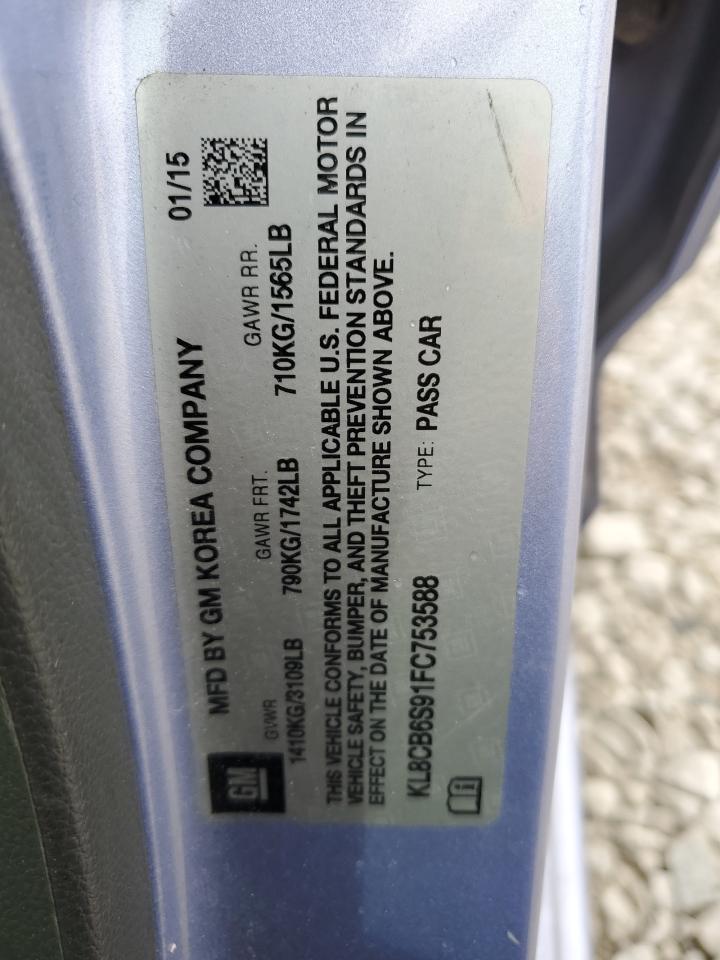 MFD BY GM KOREA COMPANY 01/15
GM
GVWR GAWR FRT. GAWR RR.
1410KG/3109LB 790KG/1742LB 710KG/1565LB
THIS VEHICLE CONFORMS TO ALL APPLICABLE U.S. FEDERAL MOTOR
VEHICLE SAFETY, BUMPER, AND THEFT PREVENTION STANDARDS IN
EFFECT ON THE DATE OF MANUFACTURE SHOWN ABOVE.
KL8CB6S91FC753588 TYPE: PASS CAR